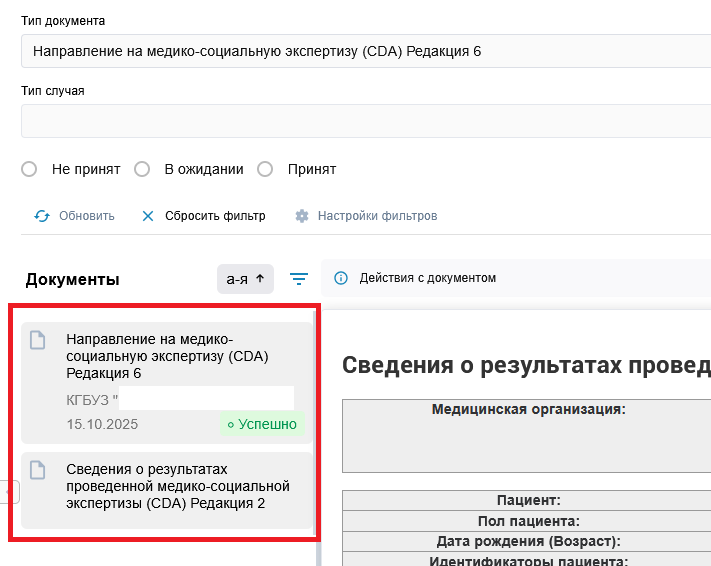 Тип документа
Направление на медико-социальную экспертизу (CDA) Редакция 6
Тип случая
Не принят В ожидании Принят
Обновить Сбросить фильтр Настройки фильтров
Документы а-я ↑ Действия с документом
Направление на медико-
социальную экспертизу (CDA)
Редакция 6
КГБУЗ "
15.10.2025 Успешно
Сведения о результатах
проведенной медико-социальной
экспертизы (CDA) Редакция 2
Сведения о результатах провед
Медицинская организация:
Пациент:
Пол пациента:
Дата рождения (Возраст):
Идентификаторы пациента: